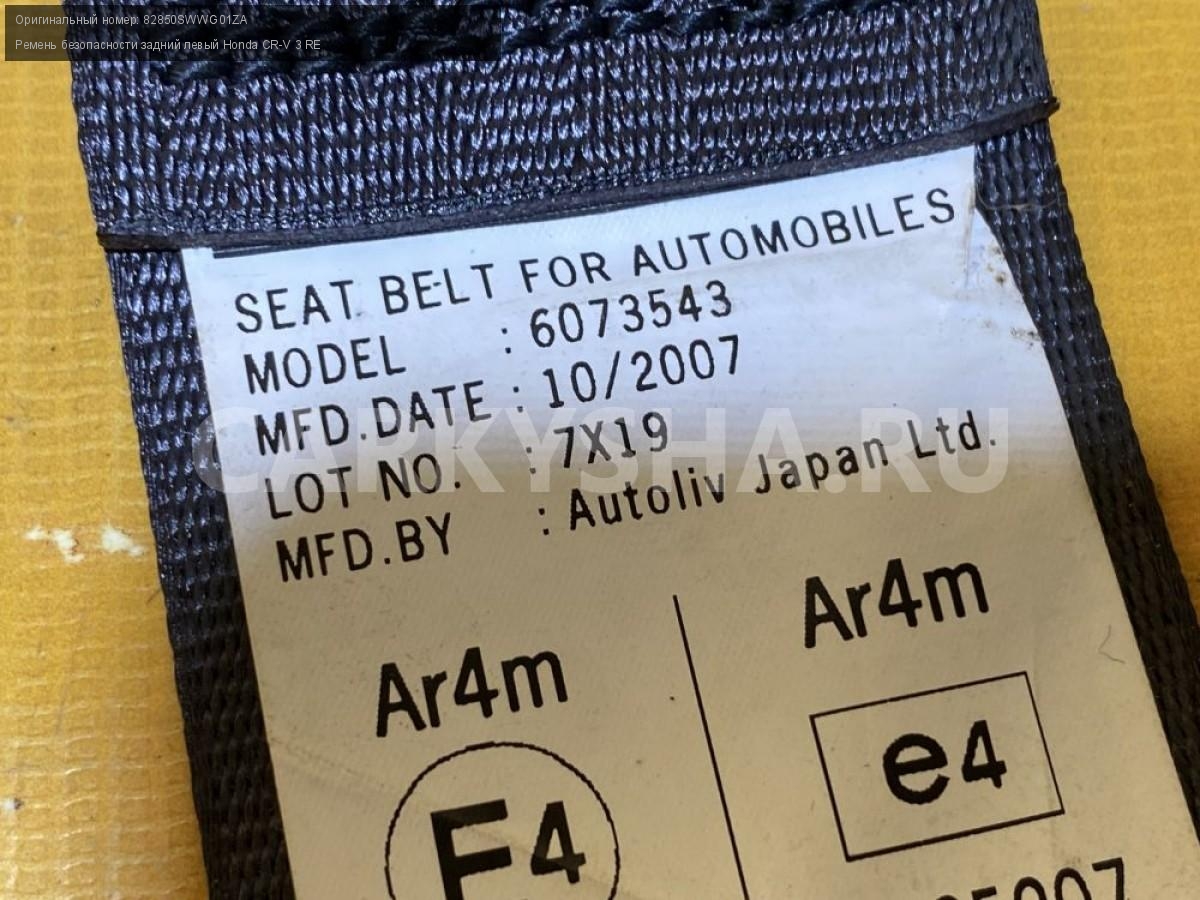 Оригинальный номер: 82850SWWG01ZA
Ремень безопасности задний левый Honda CR-V 3 RE
SEAT BELT FOR AUTOMOBILES
MODEL : 6073543
MFD.DATE : 10/2007
LOT NO. : 7X19
MFD.BY : Autoliv Japan Ltd.
CARKYSHA.RU
Ar4m
Ar4m
E4
e4